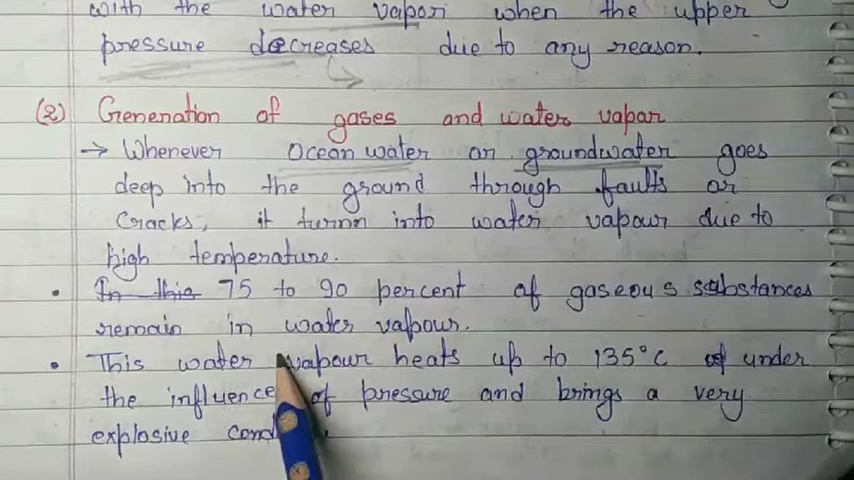 with the water vapor when the upper
pressure decreases due to any reason.
(2) Generation of gases and water vapar
→ Whenever Ocean water or groundwater goes
deep into the ground through faults or
Cracks, it turnn into water vapour due to
high temperature.
• In this 75 to 90 percent of gaseous substances
remain in water vapour.
• This water vapour heats up to 135°C of under
the influence of pressure and brings a very
explosive